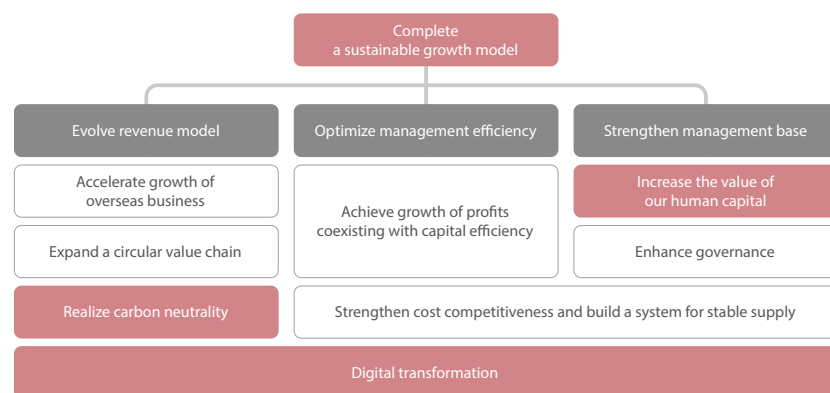 Complete
a sustainable growth model
Evolve revenue model
Optimize management efficiency
Strengthen management base
Accelerate growth of
overseas business
Achieve growth of profits
coexisting with capital efficiency
Increase the value of
our human capital
Expand a circular value chain
Enhance governance
Realize carbon neutrality
Strengthen cost competitiveness and build a system for stable supply
Digital transformation